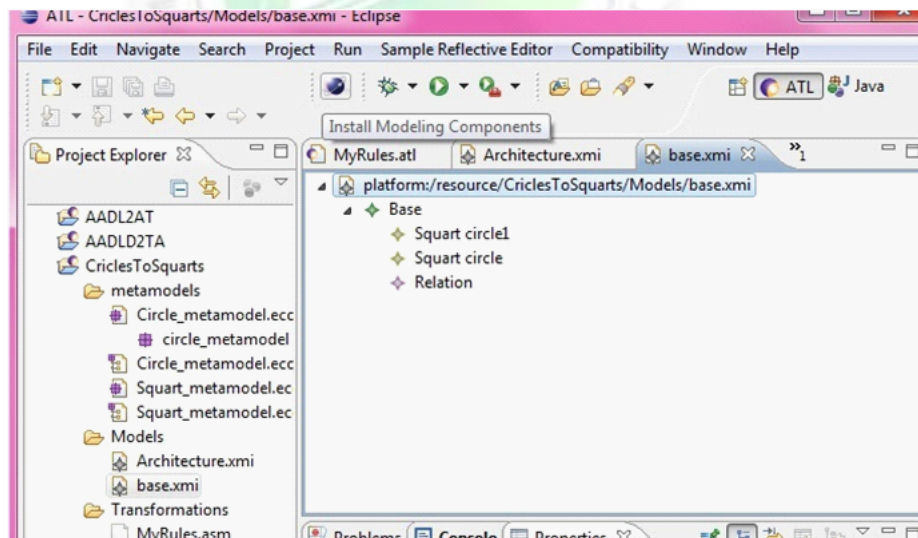 ATL - CriclesToSquarts/Models/base.xmi - Eclipse
File Edit Navigate Search Project Run Sample Reflective Editor Compatibility Window Help
ATL Java
Install Modeling Components
Project Explorer
MyRules.atl Architecture.xmi base.xmi »1
AADL2AT
AADLD2TA
CriclesToSquarts
metamodels
Circle_metamodel.ecc
circle_metamodel
Circle_metamodel.ecc
Squart_metamodel.ec
Squart_metamodel.ec
Models
Architecture.xmi
base.xmi
Transformations
MyRules.asm
platform:/resource/CriclesToSquarts/Models/base.xmi
Base
Squart circle1
Squart circle
Relation
Problems Console Properties